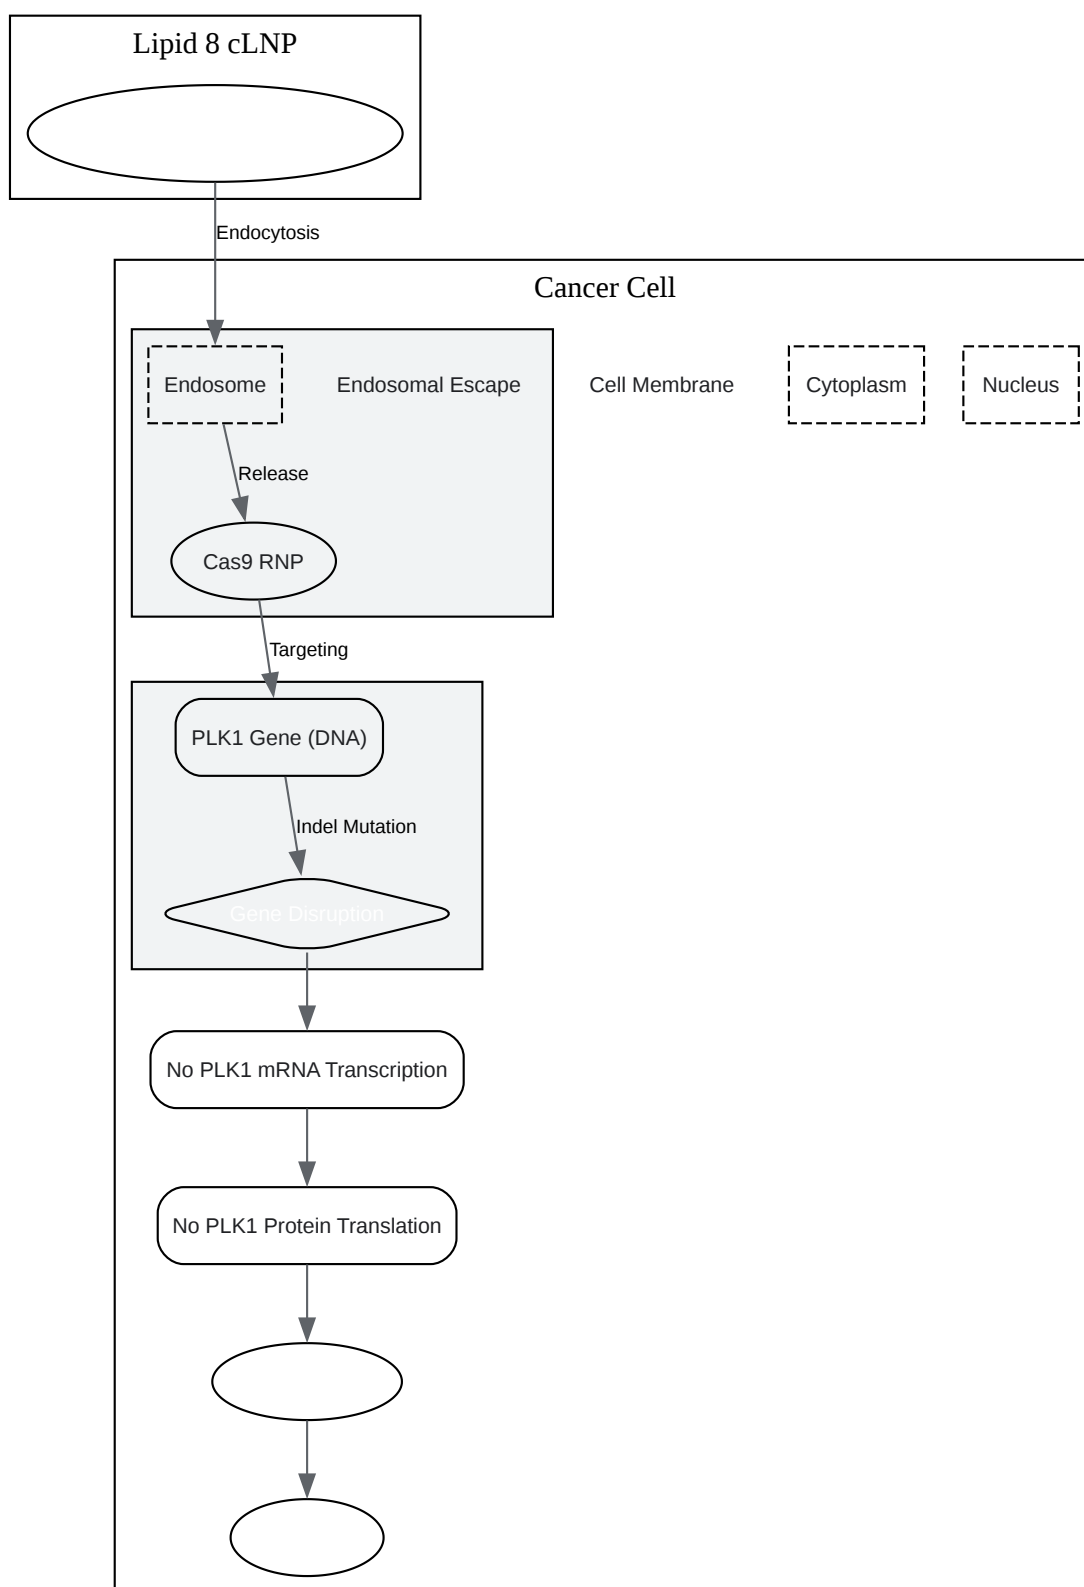 Lipid 8 cLNP
Endocytosis
Cancer Cell
Endosome
Endosomal Escape
Cell Membrane
Cytoplasm
Nucleus
Release
Cas9 RNP
Targeting
PLK1 Gene (DNA)
Indel Mutation
Gene Disruption
No PLK1 mRNA Transcription
No PLK1 Protein Translation